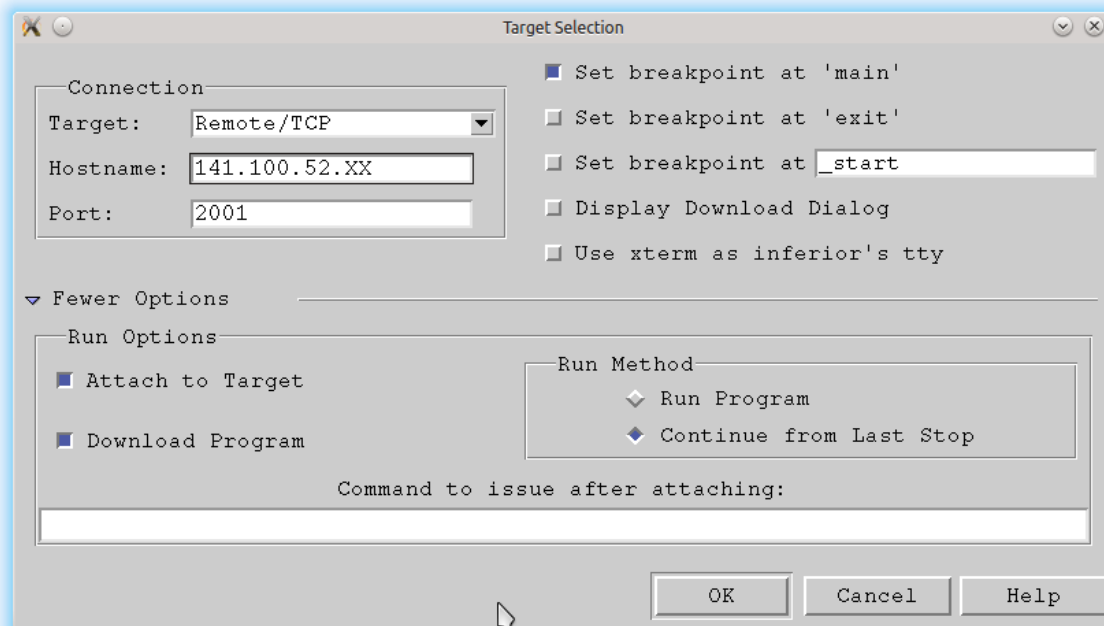 Target Selection
Connection
Target: Remote/TCP
Hostname: 141.100.52.XX
Port: 2001
Set breakpoint at 'main'
Set breakpoint at 'exit'
Set breakpoint at _start
Display Download Dialog
Use xterm as inferior's tty
Fewer Options
Run Options
Attach to Target
Download Program
Run Method
Run Program
Continue from Last Stop
Command to issue after attaching:
OK Cancel Help